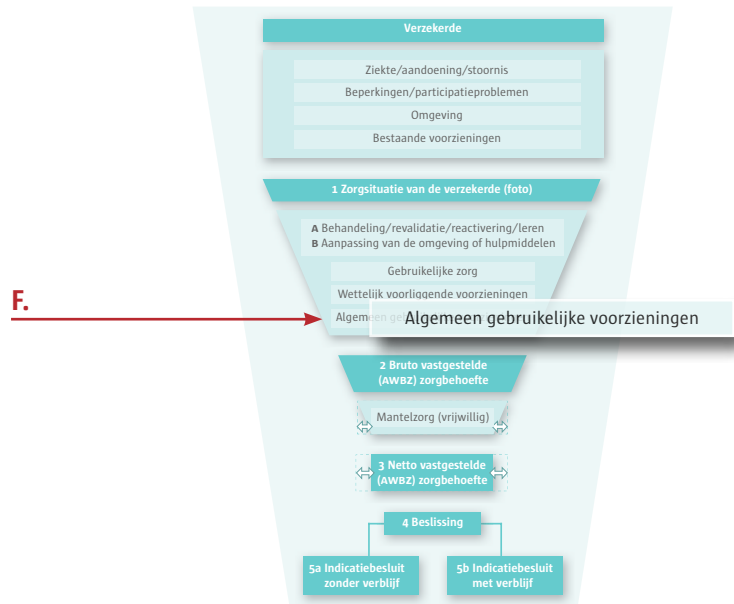 Verzekerde
Ziekte/aandoening/stoornis
Beperkingen/participatieproblemen
Omgeving
Bestaande voorzieningen
1 Zorgsituatie van de verzekerde (foto)
A Behandeling/revalidatie/reactivering/leren
B Aanpassing van de omgeving of hulpmiddelen
Gebruikelijke zorg
Wettelijk voorliggende voorzieningen
F.
Algemeen
Algemeen gebruikelijke voorzieningen
2 Bruto vastgestelde
(AWBZ) zorgbehoefte
Mantelzorg (vrijwillig)
3 Netto vastgestelde
(AWBZ) zorgbehoefte
4 Beslissing
5a Indicatiebesluit
zonder verblijf
5b Indicatiebesluit
met verblijf